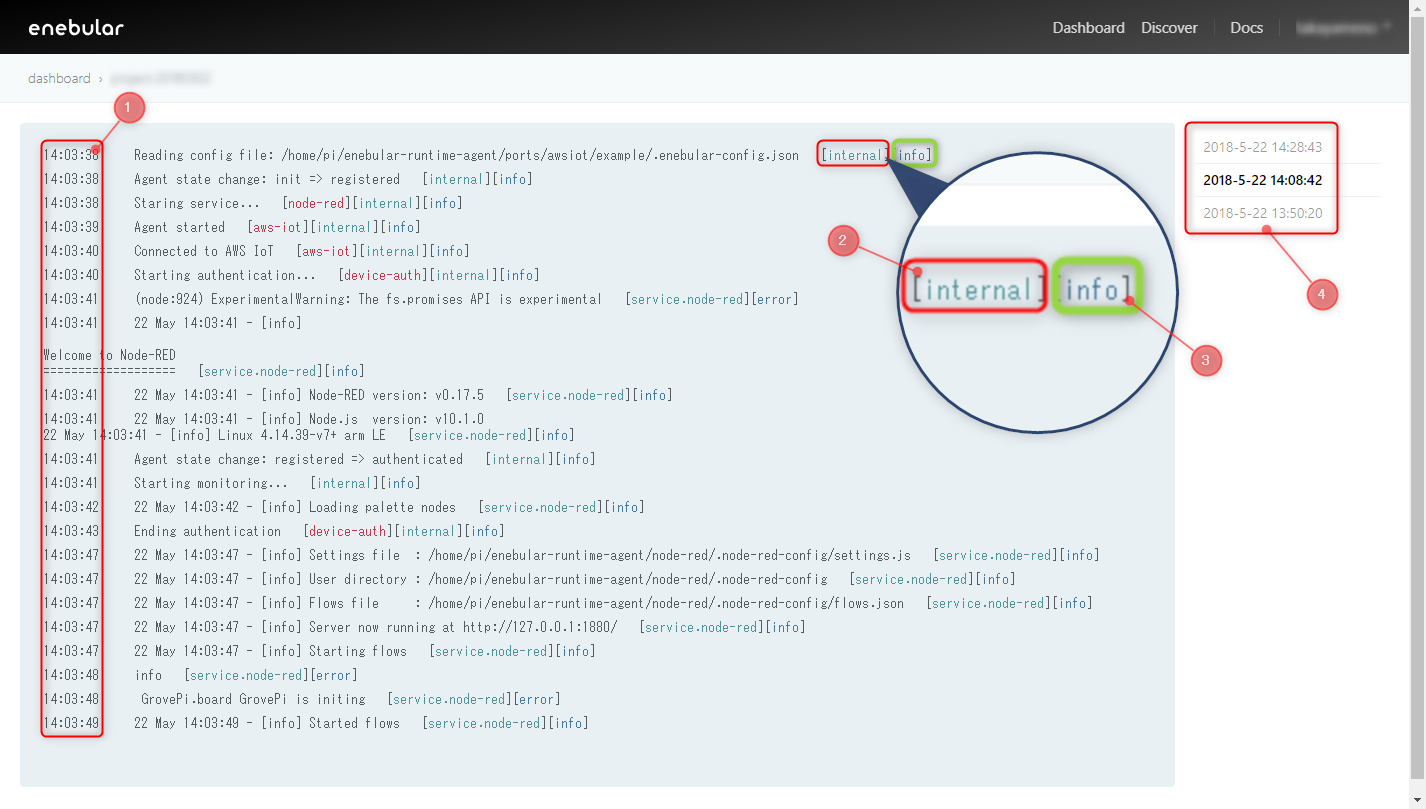 enebular
Dashboard Discover Docs
dashboard ›
1
14:03:38 Reading config file: /home/pi/enebular-runtime-agent/ports/awsiot/example/.enebular-config.json [internal][info]
14:03:38 Agent state change: init => registered [internal][info]
14:03:38 Staring service... [node-red][internal][info]
14:03:39 Agent started [aws-iot][internal][info]
14:03:40 Connected to AWS IoT [aws-iot][internal][info]
14:03:40 Starting authentication... [device-auth][internal][info]
14:03:41 (node:924) ExperimentalWarning: The fs.promises API is experimental [service.node-red][error]
14:03:41 22 May 14:03:41 - [info]
Welcome to Node-RED
=================== [service.node-red][info]
14:03:41 22 May 14:03:41 - [info] Node-RED version: v0.17.5 [service.node-red][info]
14:03:41 22 May 14:03:41 - [info] Node.js version: v10.1.0
22 May 14:03:41 - [info] Linux 4.14.39-v7+ arm LE [service.node-red][info]
14:03:41 Agent state change: registered => authenticated [internal][info]
14:03:41 Starting monitoring... [internal][info]
14:03:42 22 May 14:03:42 - [info] Loading palette nodes [service.node-red][info]
14:03:43 Ending authentication [device-auth][internal][info]
14:03:47 22 May 14:03:47 - [info] Settings file : /home/pi/enebular-runtime-agent/node-red/.node-red-config/settings.js [service.node-red][info]
14:03:47 22 May 14:03:47 - [info] User directory : /home/pi/enebular-runtime-agent/node-red/.node-red-config [service.node-red][info]
14:03:47 22 May 14:03:47 - [info] Flows file : /home/pi/enebular-runtime-agent/node-red/.node-red-config/flows.json [service.node-red][info]
14:03:47 22 May 14:03:47 - [info] Server now running at http://127.0.0.1:1880/ [service.node-red][info]
14:03:47 22 May 14:03:47 - [info] Starting flows [service.node-red][info]
14:03:48 info [service.node-red][error]
14:03:48 GrovePi.board GrovePi is initing [service.node-red][error]
14:03:49 22 May 14:03:49 - [info] Started flows [service.node-red][info]
2
[internal] info]
3
2018-5-22 14:28:43
2018-5-22 14:08:42
2018-5-22 13:50:20
4